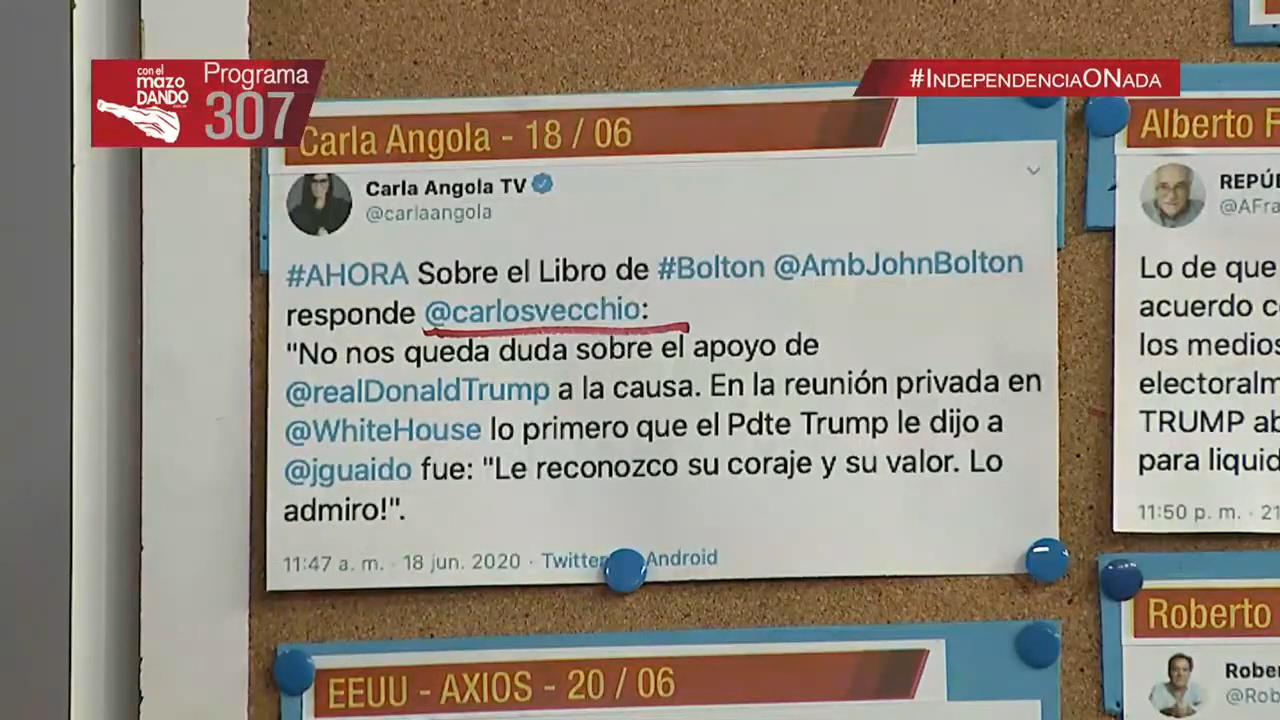 con el
mazo
DANDO
Programa
307
#INDEPENDENCIAONADA
Carla Angola - 18 / 06
Carla Angola TV
@carlaangola
#AHORA Sobre el Libro de #Bolton @AmbJohnBolton
responde @carlosvecchio:
"No nos queda duda sobre el apoyo de
@realDonaldTrump a la causa. En la reunión privada en
@WhiteHouse lo primero que el Pdte Trump le dijo a
@jguaido fue: "Le reconozco su coraje y su valor. Lo
admiro!".
11:47 a. m. · 18 jun. 2020 · Twitter Android
EEUU - AXIOS - 20 / 06
Alberto F
REPÚ
@AFra
Lo de que
acuerdo c
los medios
electoralm
TRUMP ab
para liquid
11:50 p. m. · 21
Roberto
Rober
@Rob